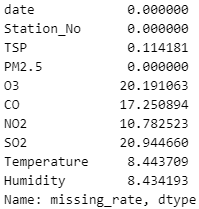 date 0.000000
Station_No 0.000000
TSP 0.114181
PM2.5 0.000000
O3 20.191063
CO 17.250894
NO2 10.782523
SO2 20.944660
Temperature 8.443709
Humidity 8.434193
Name: missing_rate, dtype